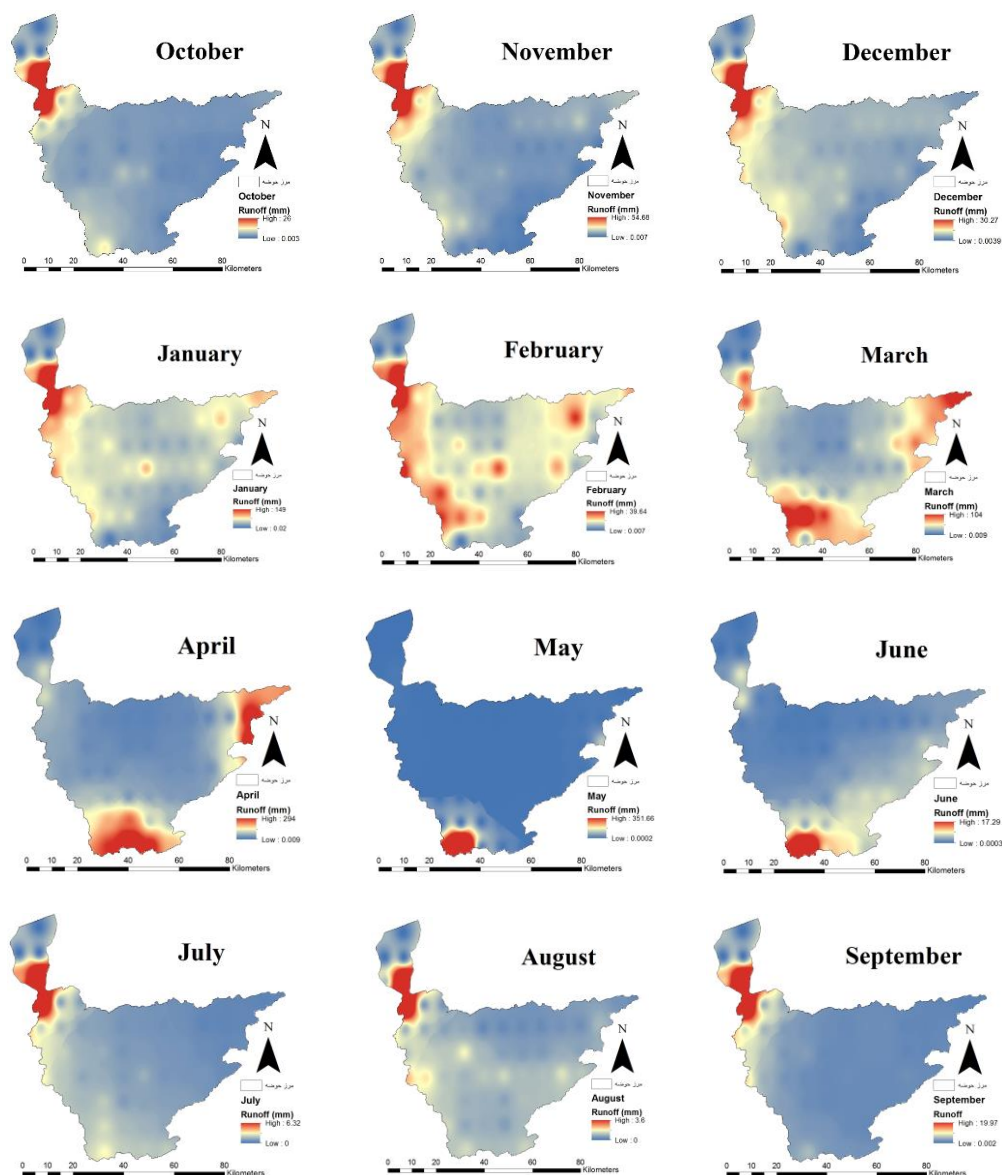 October
N
مرز حوضه
October
Runoff (mm)
High : 26
Low : 0.003
0 10 20 40 60 80
Kilometers
November
N
مرز حوضه
November
Runoff (mm)
High : 54.68
Low : 0.007
0 10 20 40 60 80
Kilometers
December
N
مرز حوضه
December
Runoff (mm)
High : 30.27
Low : 0.0039
0 10 20 40 60 80
Kilometers
January
N
مرز حوضه
January
Runoff (mm)
High : 149
Low : 0.02
0 10 20 40 60 80
Kilometers
February
N
مرز حوضه
February
Runoff (mm)
High : 39.64
Low : 0.007
0 10 20 40 60 80
Kilometers
March
N
مرز حوضه
March
Runoff (mm)
High : 104
Low : 0.009
0 10 20 40 60 80
Kilometers
April
N
مرز حوضه
April
Runoff (mm)
High : 294
Low : 0.009
0 10 20 40 60 80
Kilometers
May
N
مرز حوضه
May
Runoff (mm)
High : 351.66
Low : 0.0002
0 10 20 40 60 80
Kilometers
June
N
مرز حوضه
June
Runoff (mm)
High : 17.29
Low : 0.0003
0 10 20 40 60 80
Kilometers
July
N
مرز حوضه
July
Runoff (mm)
High : 6.32
Low : 0
0 10 20 40 60 80
Kilometers
August
N
مرز حوضه
August
Runoff (mm)
High : 3.6
Low : 0
0 10 20 40 60 80
Kilometers
September
N
مرز حوضه
September
Runoff
High : 19.97
Low : 0.002
0 10 20 40 60 80
Kilometers